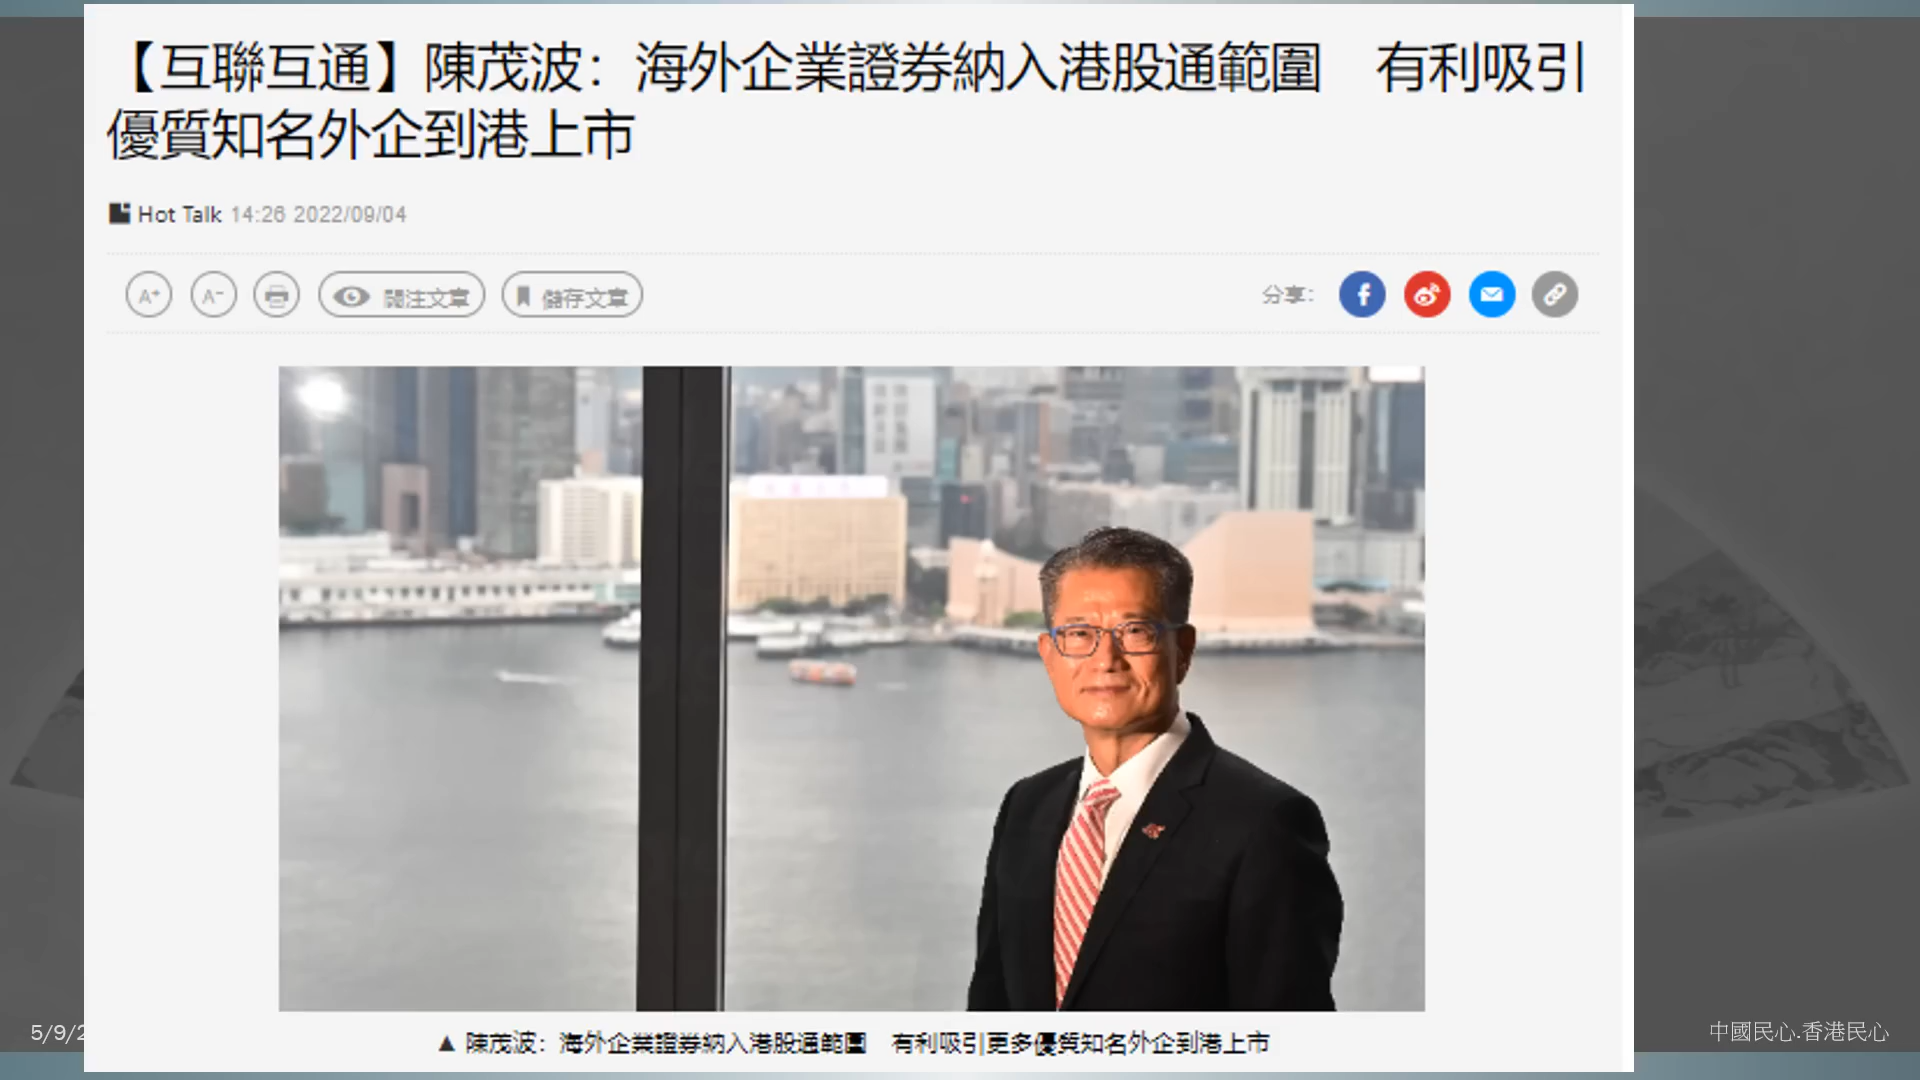 【互聯互通】陳茂波：海外企業證券納入港股通範圍　有利吸引
優質知名外企到港上市
Hot Talk 14:26 2022/09/04
A+ A- 關注文章 儲存文章 分享：
▲ 陳茂波：海外企業證券納入港股通範圍　有利吸引更多優質知名外企到港上市
5/9/2
中國民心.香港民心